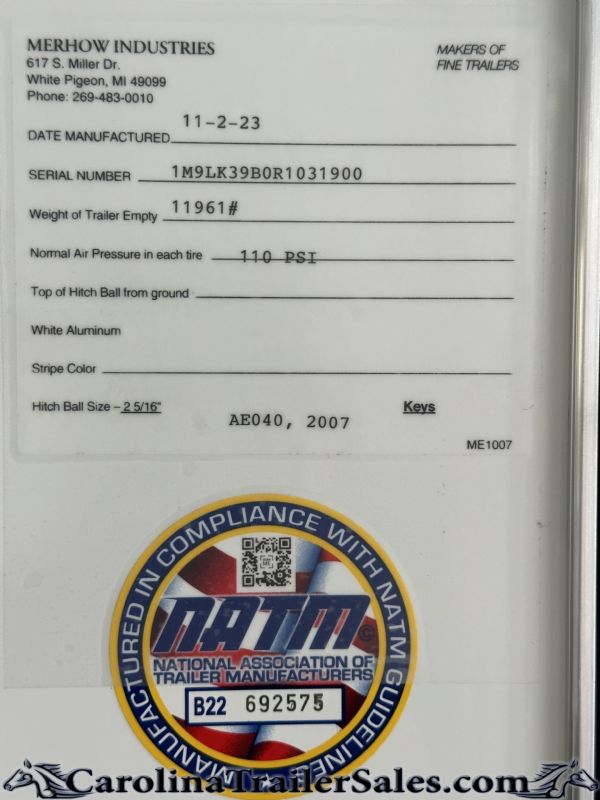 MERHOW INDUSTRIES
617 S. Miller Dr.
White Pigeon, MI 49099
Phone: 269-483-0010
MAKERS OF
FINE TRAILERS
DATE MANUFACTURED 11-2-23
SERIAL NUMBER 1M9LK39B0R1031900
Weight of Trailer Empty 11961#
Normal Air Pressure in each tire 110 PSI
Top of Hitch Ball from ground
White Aluminum
Stripe Color
Hitch Ball Size – 2 5/16" AE040, 2007 Keys
ME1007
MANUFACTURED IN COMPLIANCE WITH NATM GUIDELINES
NATM©
NATIONAL ASSOCIATION OF
TRAILER MANUFACTURERS
B22 692575
CarolinaTrailerSales.com